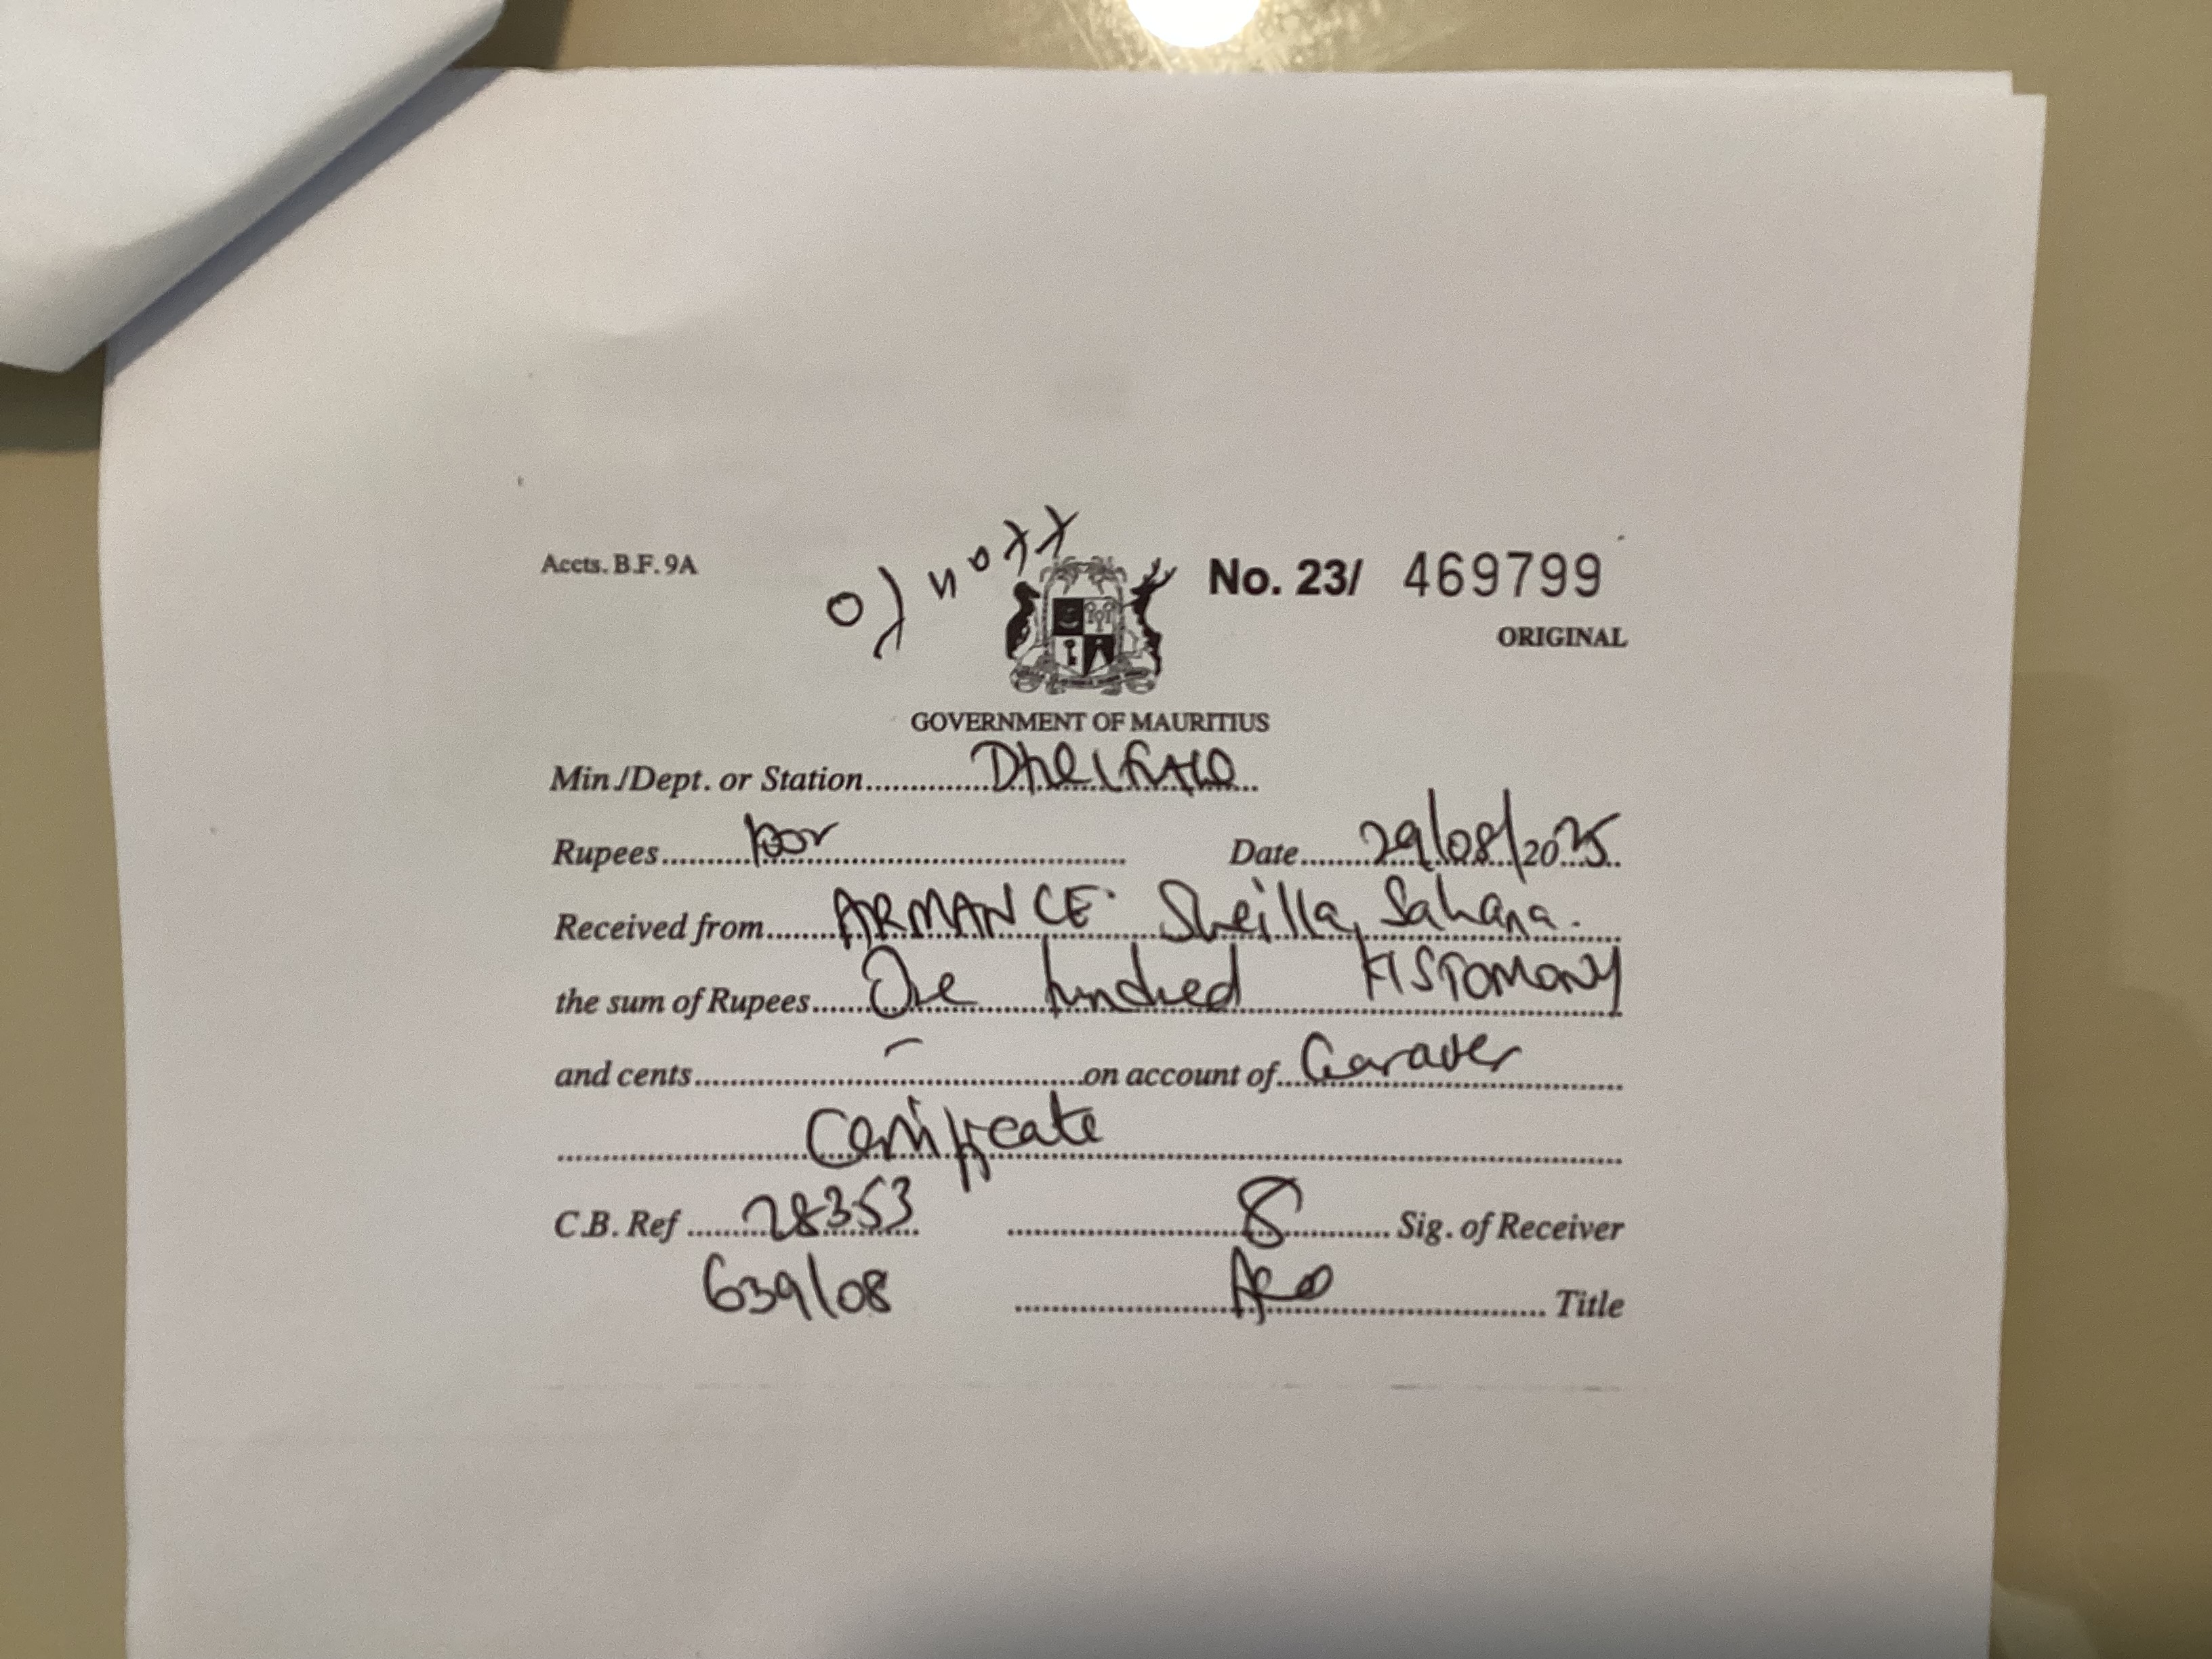 Accts. B.F. 9A
No. 23/ 469799
ORIGINAL
GOVERNMENT OF MAURITIUS
Min./Dept. or Station
Rupees Date 29/08/2025
Received from ARMANCE Sheilla, Sahana.
the sum of Rupees One hundred
and cents - on account of
Certificate
C.B. Ref 28353 Sig. of Receiver
639/08 Title